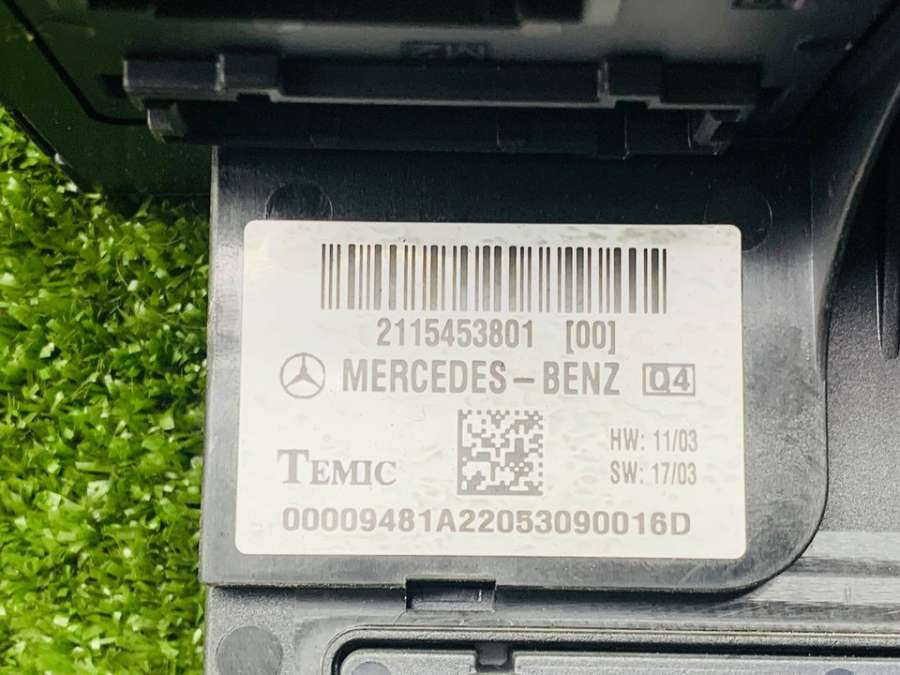 2115453801 [00]
MERCEDES-BENZ Q4
TEMIC
HW: 11/03
SW: 17/03
00009481A22053090016D